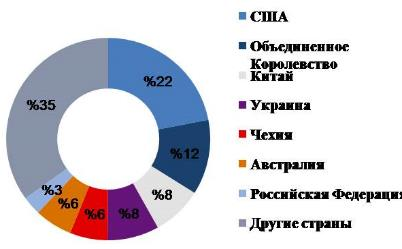 США
Объединенное
Королевство
Китай
Украина
Чехия
Австралия
Российская Федерация
Другие страны
%22
%12
%8
%8
%6
%6
%3
%35